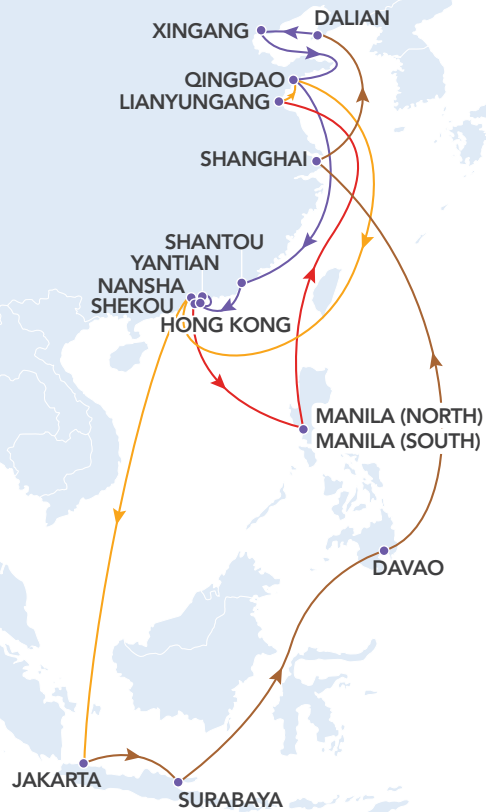 DALIAN
XINGANG
QINGDAO
LIANYUNGANG
SHANGHAI
SHANTOU
YANTIAN
NANSHA
SHEKOU
HONG KONG
MANILA (NORTH)
MANILA (SOUTH)
DAVAO
JAKARTA
SURABAYA